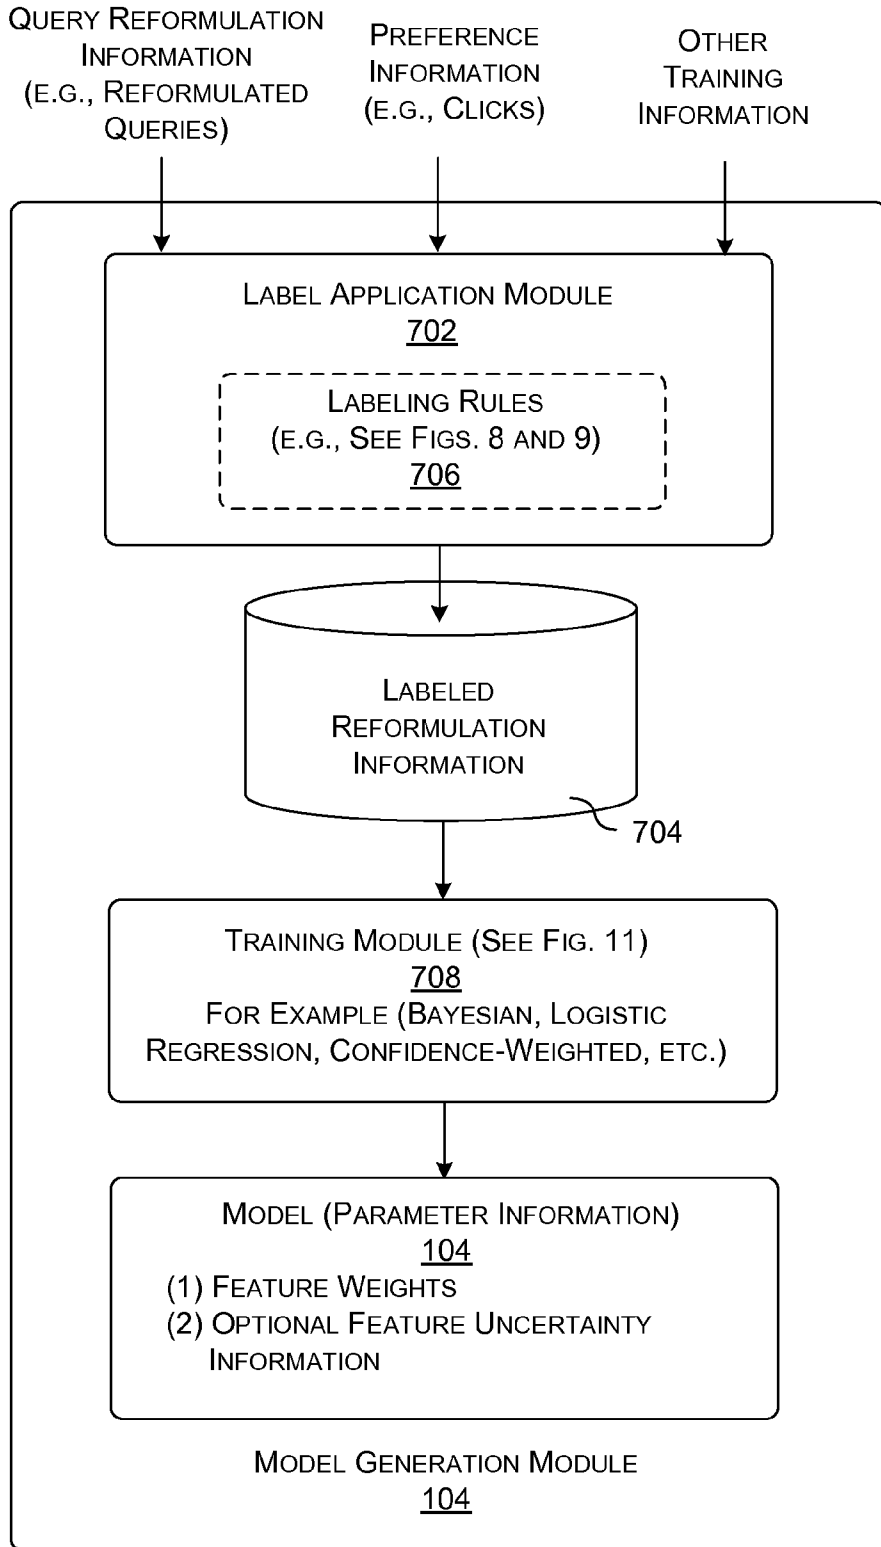 QUERY REFORMULATION
INFORMATION
(E.G., REFORMULATED
QUERIES)
PREFERENCE
INFORMATION
(E.G., CLICKS)
OTHER
TRAINING
INFORMATION
LABEL APPLICATION MODULE
702
LABELING RULES
(E.G., SEE FIGS. 8 AND 9)
706
LABELED
REFORMULATION
INFORMATION
704
TRAINING MODULE (SEE FIG. 11)
708
FOR EXAMPLE (BAYESIAN, LOGISTIC
REGRESSION, CONFIDENCE-WEIGHTED, ETC.)
MODEL (PARAMETER INFORMATION)
104
(1) FEATURE WEIGHTS
(2) OPTIONAL FEATURE UNCERTAINTY
INFORMATION
MODEL GENERATION MODULE
104